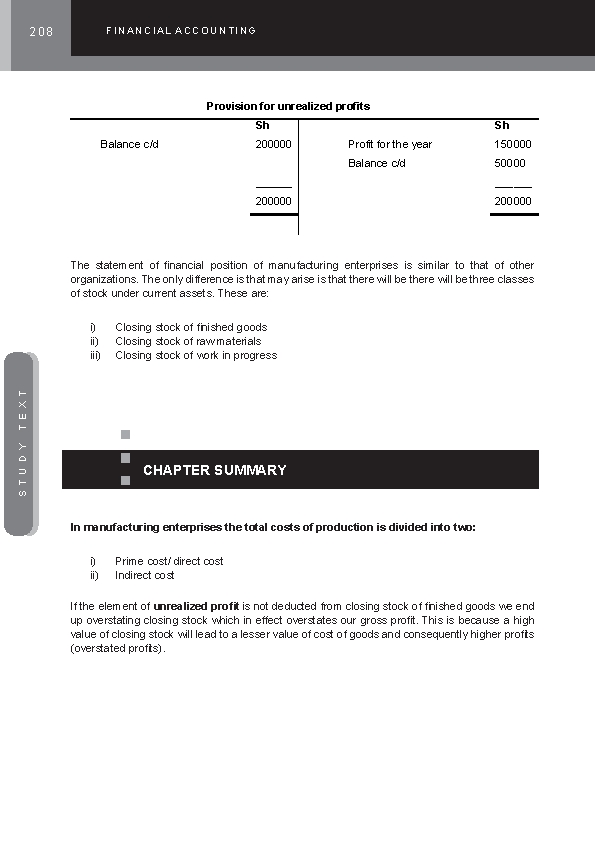 208
FINANCIAL ACCOUNTING
Provision for unrealized profits
Sh Sh
Balance c/d 200000 Profit for the year 150000
Balance c/d 50000
200000 200000
The statement of financial position of manufacturing enterprises is similar to that of other
organizations. The only difference is that may arise is that there will be there will be three classes
of stock under current assets. These are:
i) Closing stock of finished goods
ii) Closing stock of raw materials
iii) Closing stock of work in progress
STUDY TEXT
CHAPTER SUMMARY
In manufacturing enterprises the total costs of production is divided into two:
i) Prime cost/ direct cost
ii) Indirect cost
If the element of unrealized profit is not deducted from closing stock of finished goods we end
up overstating closing stock which in effect overstates our gross profit. This is because a high
value of closing stock will lead to a lesser value of cost of goods and consequently higher profits
(overstated profits).